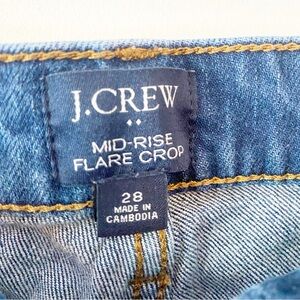 J.CREW
MID-RISE
FLARE CROP
28
MADE IN
CAMBODIA